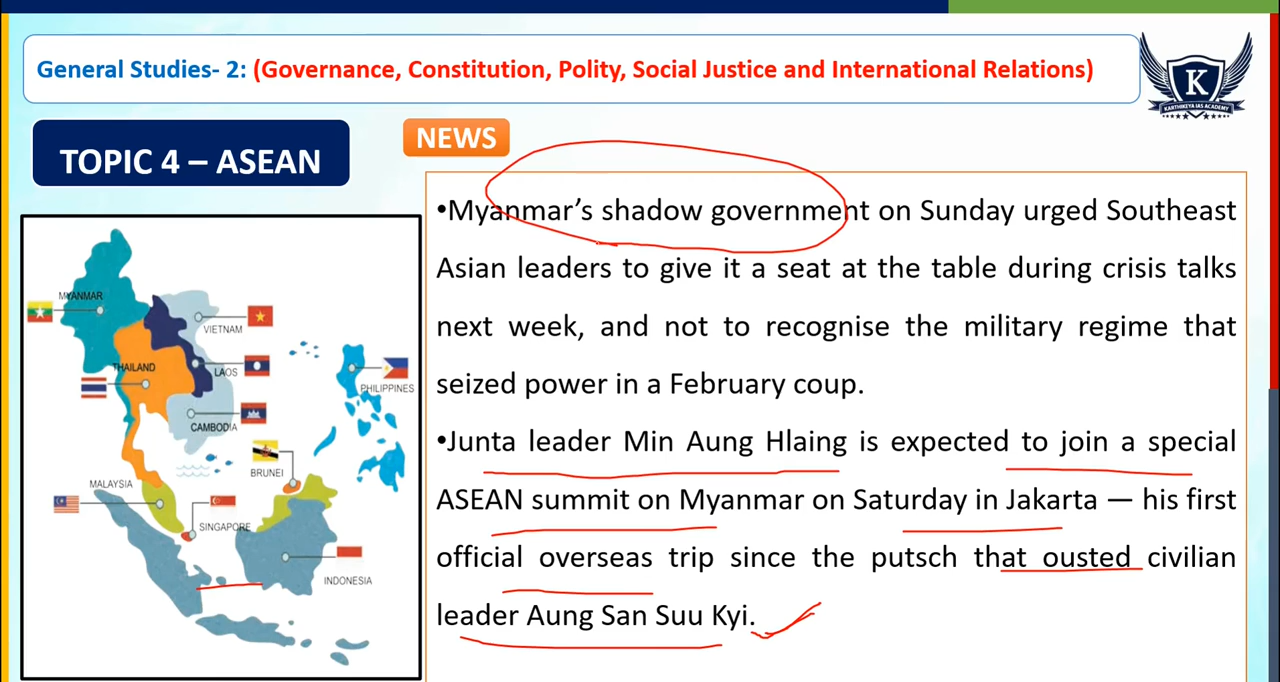 General Studies- 2: (Governance, Constitution, Polity, Social Justice and International Relations)
K
KARTHIKEYA IAS ACADEMY
TOPIC 4 – ASEAN
NEWS
•Myanmar's shadow government on Sunday urged Southeast
Asian leaders to give it a seat at the table during crisis talks
next week, and not to recognise the military regime that
seized power in a February coup.
•Junta leader Min Aung Hlaing is expected to join a special
ASEAN summit on Myanmar on Saturday in Jakarta — his first
official overseas trip since the putsch that ousted civilian
leader Aung San Suu Kyi.
MYANMAR
VIETNAM
THAILAND
LAOS
PHILIPPINES
CAMBODIA
BRUNEI
MALAYSIA
SINGAPORE
INDONESIA